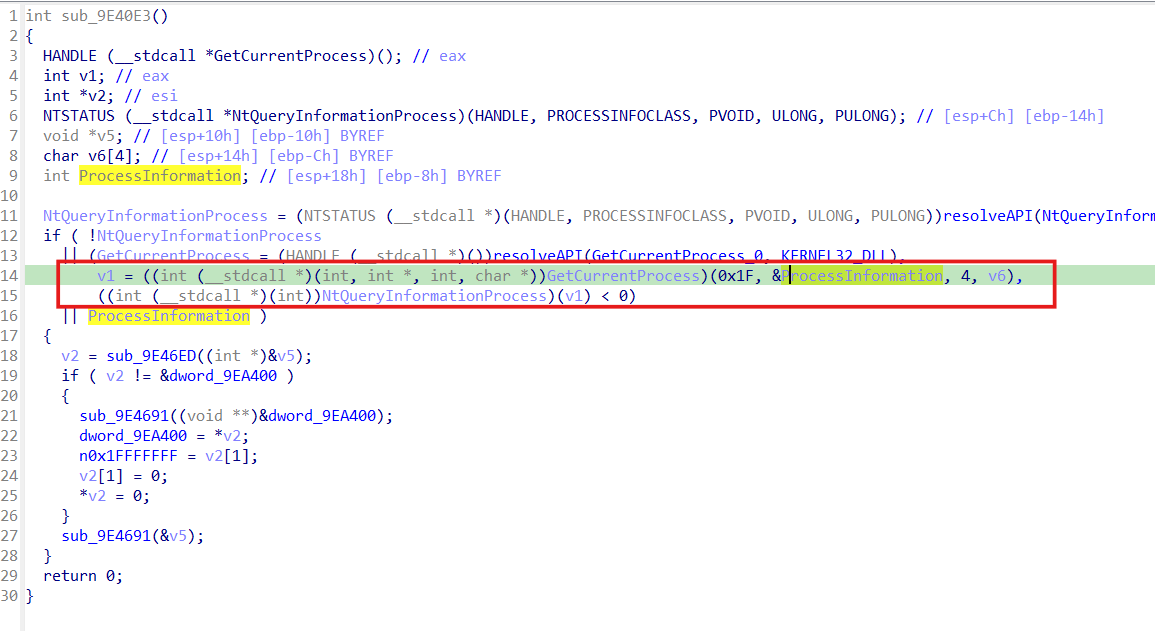 1 int sub_9E40E3()
2 {
3 HANDLE (__stdcall *GetCurrentProcess)(); // eax
4 int v1; // eax
5 int *v2; // esi
6 NTSTATUS (__stdcall *NtQueryInformationProcess)(HANDLE, PROCESSINFOCLASS, PVOID, ULONG, PULONG); // [esp+Ch] [ebp-14h]
7 void *v5; // [esp+10h] [ebp-10h] BYREF
8 char v6[4]; // [esp+14h] [ebp-Ch] BYREF
9 int ProcessInformation; // [esp+18h] [ebp-8h] BYREF
10
11 NtQueryInformationProcess = (NTSTATUS (__stdcall *)(HANDLE, PROCESSINFOCLASS, PVOID, ULONG, PULONG))resolveAPI(NtQueryInform
12 if ( !NtQueryInformationProcess
13 || (GetCurrentProcess = (HANDLE (__stdcall *)())resolveAPI(GetCurrentProcess_0, KERNEL32_DLL),
14 v1 = ((int (__stdcall *)(int, int *, int, char *))GetCurrentProcess)(0x1F, &ProcessInformation, 4, v6),
15 ((int (__stdcall *)(int))NtQueryInformationProcess)(v1) < 0)
16 || ProcessInformation )
17 {
18 v2 = sub_9E46ED((int *)&v5);
19 if ( v2 != &dword_9EA400 )
20 {
21 sub_9E4691((void **)&dword_9EA400);
22 dword_9EA400 = *v2;
23 n0x1FFFFFFF = v2[1];
24 v2[1] = 0;
25 *v2 = 0;
26 }
27 sub_9E4691(&v5);
28 }
29 return 0;
30 }